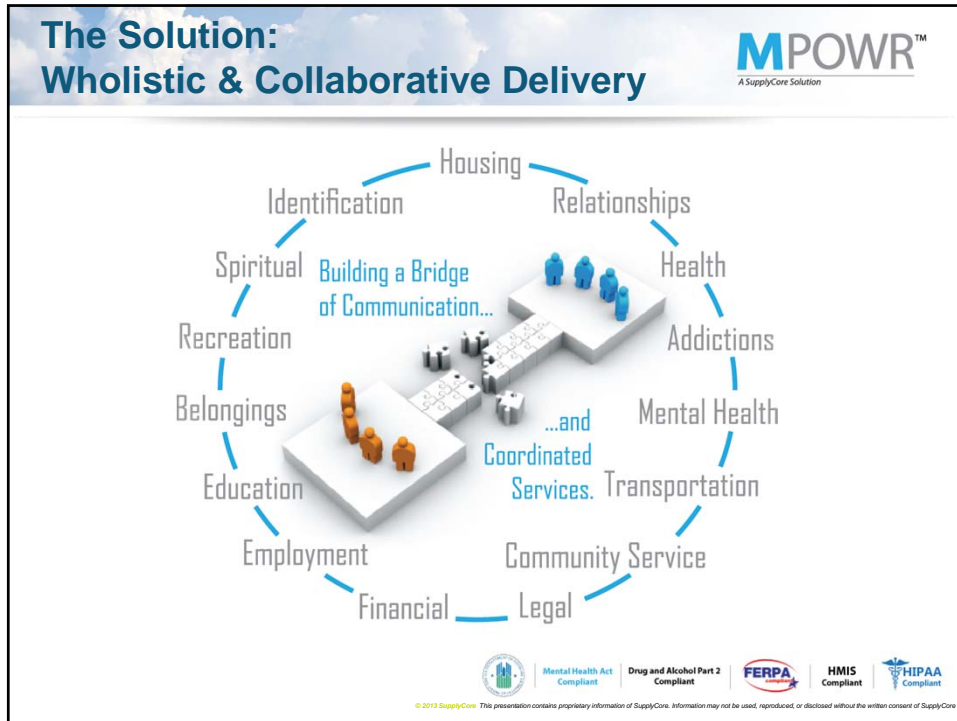 The Solution:
Wholistic & Collaborative Delivery
MPOWR™
A SupplyCore Solution
Housing
Relationships
Health
Addictions
Mental Health
Transportation
Community Service
Legal
Financial
Employment
Education
Belongings
Recreation
Spiritual
Identification
Building a Bridge
of Communication...
...and
Coordinated
Services.
Mental Health Act
Compliant
Drug and Alcohol Part 2
Compliant
FERPA
compliant
HMIS
Compliant
HIPAA
Compliant
© 2013 SupplyCore This presentation contains proprietary information of SupplyCore. Information may not be used, reproduced, or disclosed without the written consent of SupplyCore